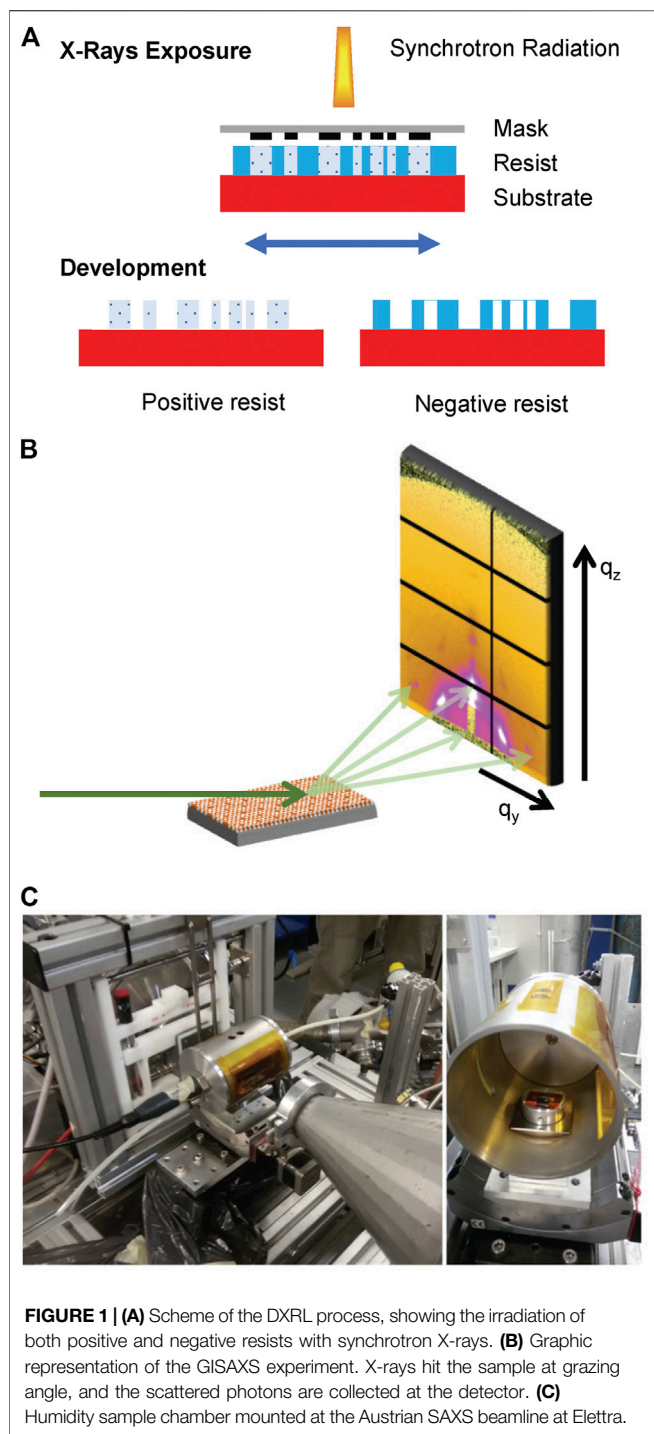 A
X-Rays Exposure
Synchrotron Radiation
Mask
Resist
Substrate
Development
Positive resist
Negative resist
B
qz
qy
C
FIGURE 1 | (A) Scheme of the DXRL process, showing the irradiation of
both positive and negative resists with synchrotron X-rays. (B) Graphic
representation of the GISAXS experiment. X-rays hit the sample at grazing
angle, and the scattered photons are collected at the detector. (C)
Humidity sample chamber mounted at the Austrian SAXS beamline at Elettra.